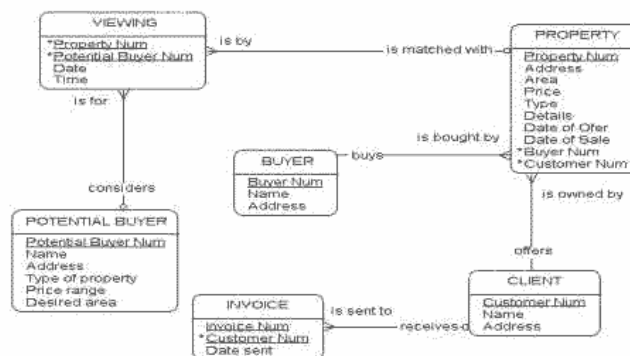 VIEWING
*Property Num
*Potential Buyer Num
Date
Time
is by
is matched with
PROPERTY
Property Num
Address
Area
Price
Type
Details
Date of Ofer
Date of Sale
*Buyer Num
*Customer Num
is for
considers
is bought by
buys
BUYER
Buyer Num
Name
Address
is owned by
offers
POTENTIAL BUYER
Potential Buyer Num
Name
Address
Type of property
Price range
Desired area
CLIENT
Customer Num
Name
Address
is sent to
receives
INVOICE
Invoice Num
*Customer Num
Date sent